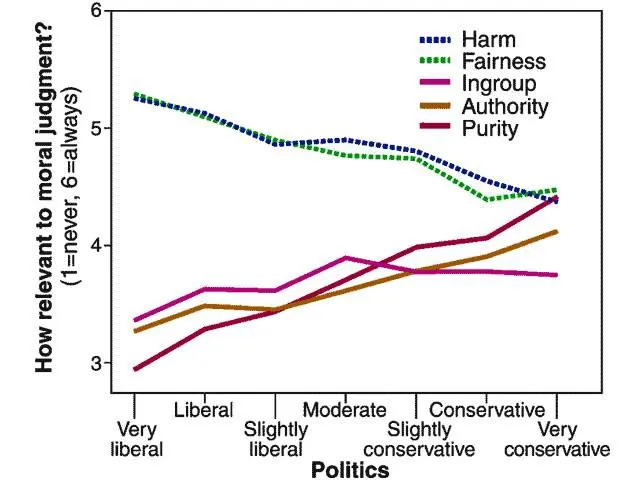 How relevant to moral judgment?
(1=never, 6=always)
6
5
4
3
Harm
Fairness
Ingroup
Authority
Purity
Very
liberal
Liberal
Slightly
liberal
Moderate
Slightly
conservative
Conservative
Very
conservative
Politics